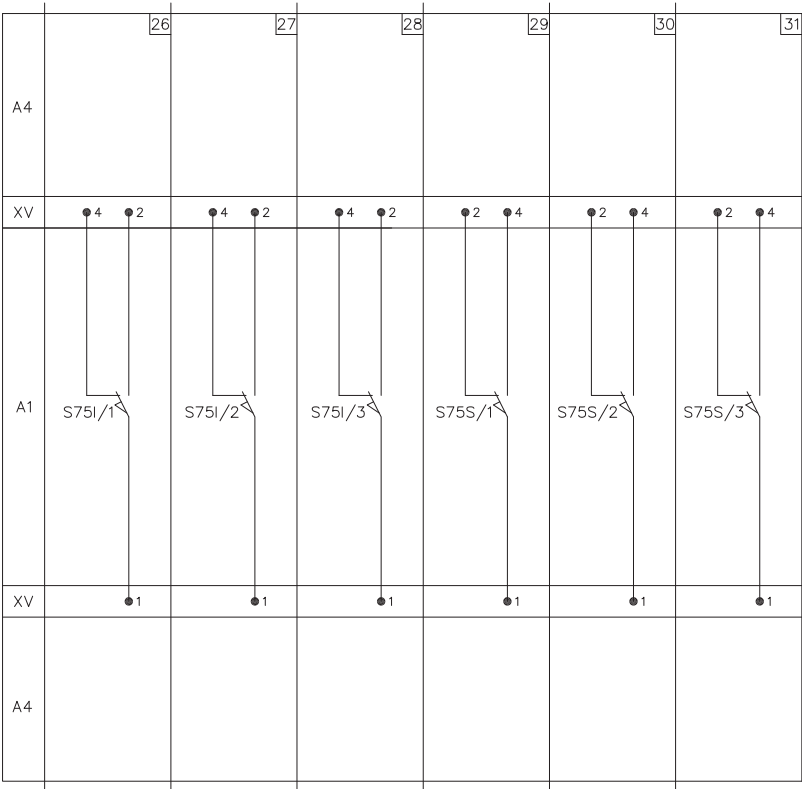 26 27 28 29 30 31
A4
XV 4 2 4 2 4 2 2 4 2 4 2 4
A1 S75I/1 S75I/2 S75I/3 S75S/1 S75S/2 S75S/3
XV 1 1 1 1 1 1
A4